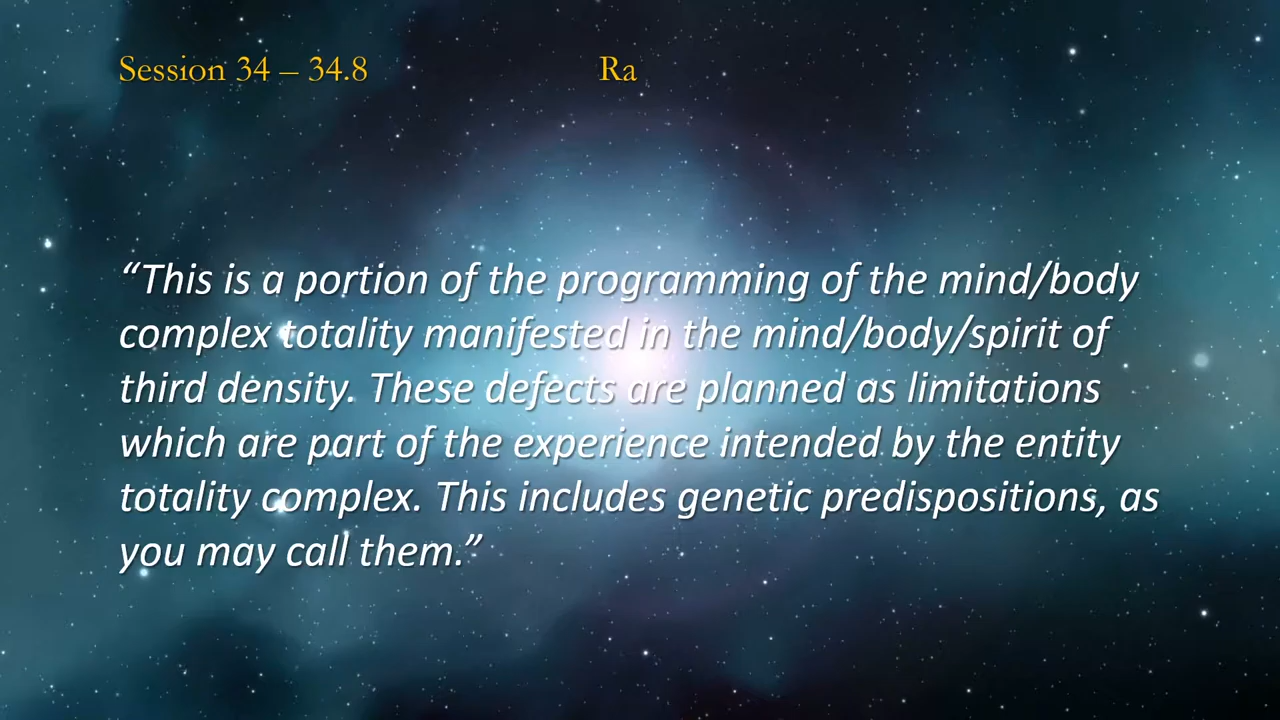 Session 34 – 34.8 Ra
“This is a portion of the programming of the mind/body
complex totality manifested in the mind/body/spirit of
third density. These defects are planned as limitations
which are part of the experience intended by the entity
totality complex. This includes genetic predispositions, as
you may call them.”